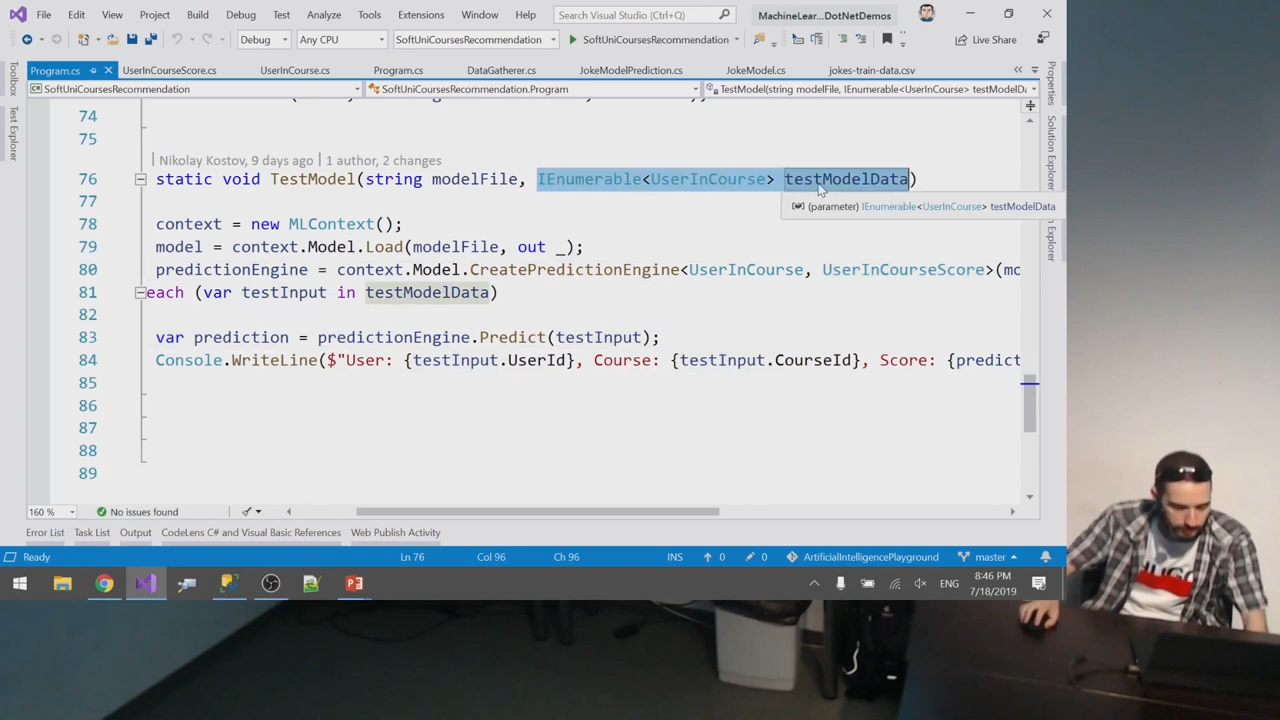 File Edit View Project Build Debug Test Analyze Tools Extensions Window Help Search Visual Studio (Ctrl+Q) MachineLear...DotNetDemos
Debug Any CPU SoftUniCoursesRecommendation SoftUniCoursesRecommendation Live Share
Program.cs UserInCourseScore.cs UserInCourse.cs Program.cs DataGatherer.cs JokeModelPrediction.cs JokeModel.cs jokes-train-data.csv
SoftUniCoursesRecommendation SoftUniCoursesRecommendation.Program TestModel(string modelFile, IEnumerable<UserInCourse> testModelDa
Toolbox
Test Explorer
Properties
Solution Explorer
74
75
Nikolay Kostov, 9 days ago | 1 author, 2 changes
76 static void TestModel(string modelFile, IEnumerable<UserInCourse> testModelData)
77
(parameter) IEnumerable<UserInCourse> testModelData
78 context = new MLContext();
79 model = context.Model.Load(modelFile, out _);
80 predictionEngine = context.Model.CreatePredictionEngine<UserInCourse, UserInCourseScore>(mo
81 each (var testInput in testModelData)
82
83 var prediction = predictionEngine.Predict(testInput);
84 Console.WriteLine($"User: {testInput.UserId}, Course: {testInput.CourseId}, Score: {predict
85
86
87
88
89
160 % No issues found
Error List Task List Output CodeLens C# and Visual Basic References Web Publish Activity
Ready Ln 76 Col 96 Ch 96 INS 0 0 ArtificialIntelligencePlayground master
ENG 8:46 PM
7/18/2019